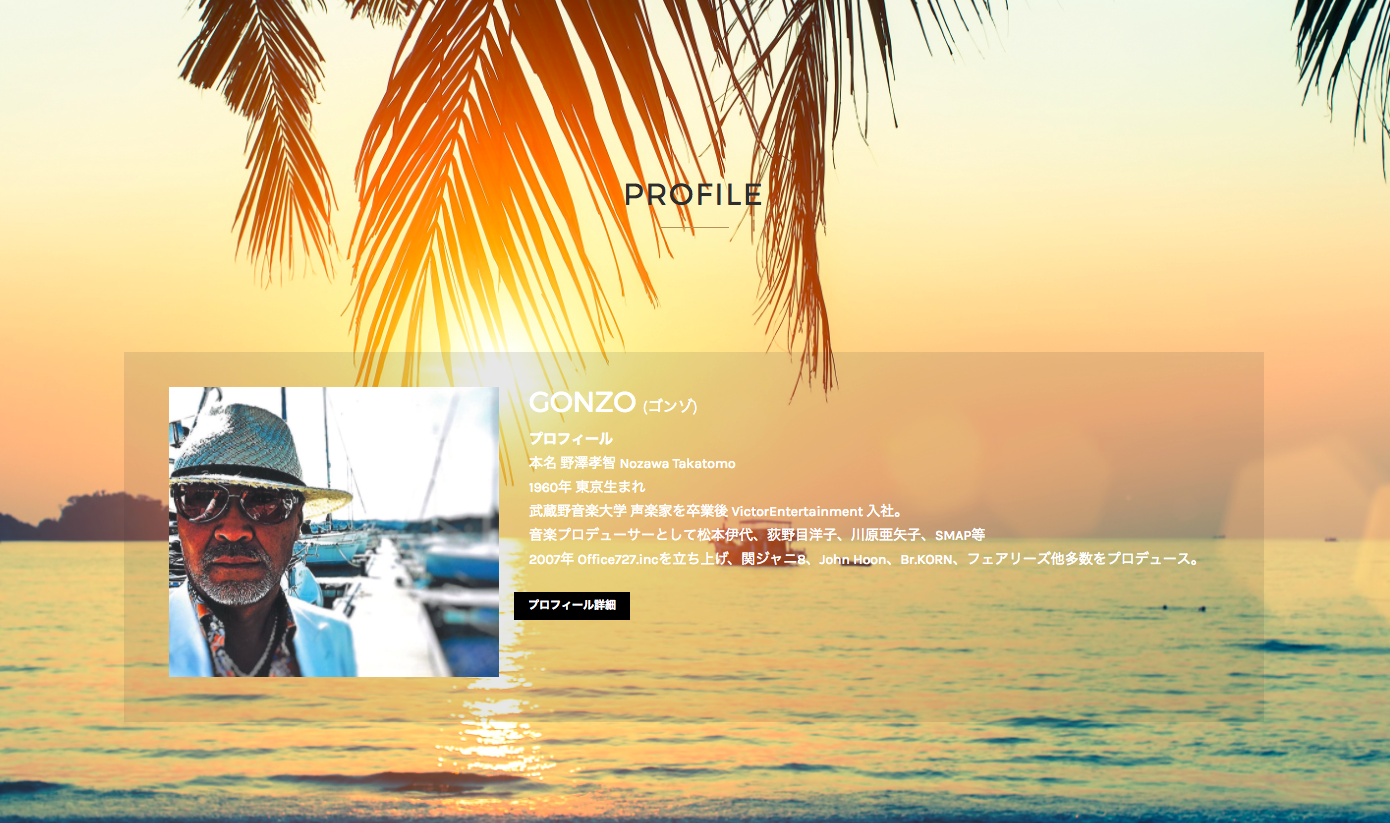 PROFILE
GONZO (ゴンゾ)
プロフィール
本名 野澤孝智 Nozawa Takatomo
1960年 東京生まれ
武蔵野音楽大学 声楽家を卒業後 VictorEntertainment 入社。
音楽プロデューサーとして松本伊代、荻野目洋子、川原亜矢子、SMAP等
2007年 Office727.incを立ち上げ、関ジャニ8、John Hoon、Br.KORN、フェアリーズ他多数をプロデュース。
プロフィール詳細